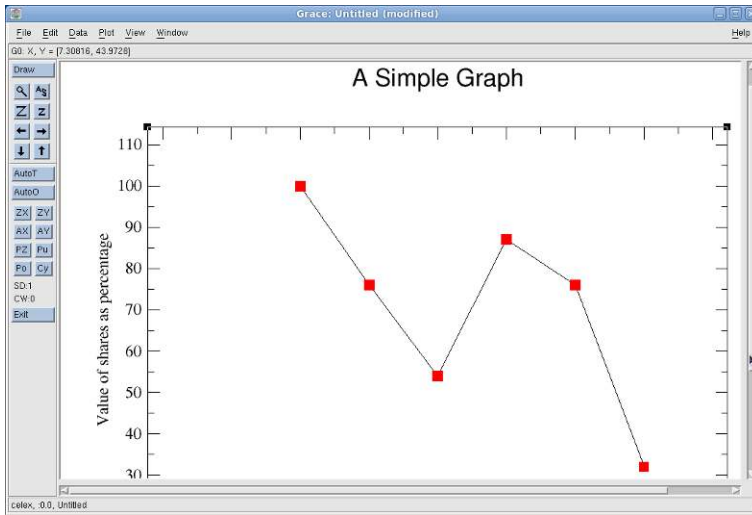 Grace: Untitled (modified)
File Edit Data Plot View Window Help
G0: X, Y = [7.30816, 43.9728]
Draw
A Simple Graph
AS
Z Z
AutoT
AutoO
ZX ZY
AX AY
PZ Pu
Po Cy
SD:1
CW:0
Exit
110
100
90
80
70
60
50
40
30
Value of shares as percentage
celex, :0.0, Untitled